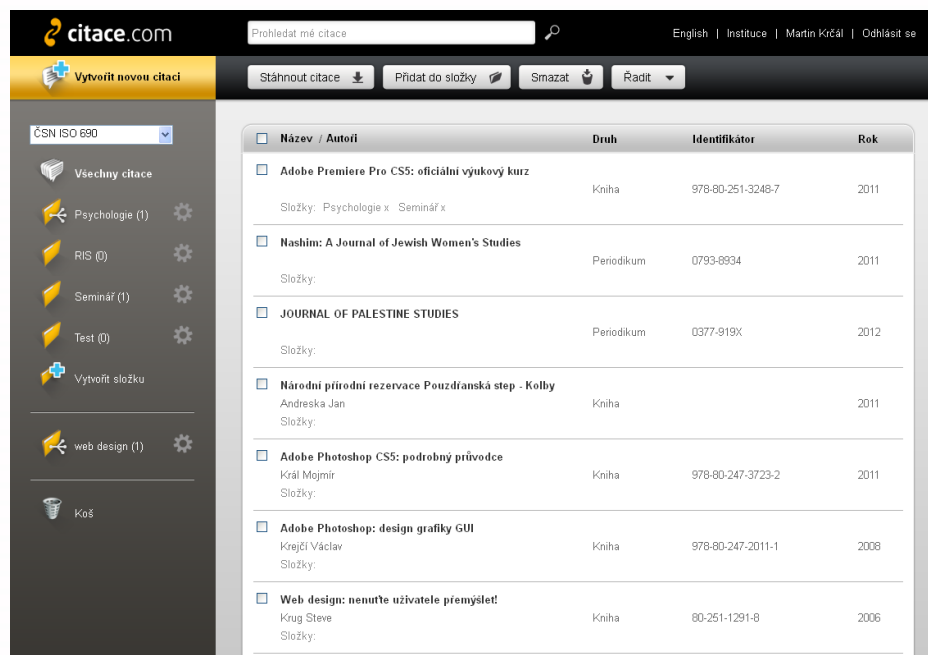 citace.com
Prohledat mé citace
English | Instituce | Martin Krčál | Odhlásit se
Vytvořit novou citaci
Stáhnout citace
Přidat do složky
Smazat
Řadit
ČSN ISO 690
Všechny citace
Psychologie (1)
RIS (0)
Seminář (1)
Test (0)
Vytvořit složku
web design (1)
Koš
Název / Autoři Druh Identifikátor Rok
Adobe Premiere Pro CS5: oficiální výukový kurz
Kniha 978-80-251-3248-7 2011
Složky: Psychologie x Seminář x
Nashim: A Journal of Jewish Women's Studies
Periodikum 0793-8934 2011
Složky:
JOURNAL OF PALESTINE STUDIES
Periodikum 0377-919X 2012
Složky:
Národní přírodní rezervace Pouzdřanská step - Kolby
Andreska Jan Kniha 2011
Složky:
Adobe Photoshop CS5: podrobný průvodce
Král Mojmír Kniha 978-80-247-3723-2 2011
Složky:
Adobe Photoshop: design grafiky GUI
Krejčí Václav Kniha 978-80-247-2011-1 2008
Složky:
Web design: nenuťte uživatele přemýšlet!
Krug Steve Kniha 80-251-1291-8 2006
Složky: